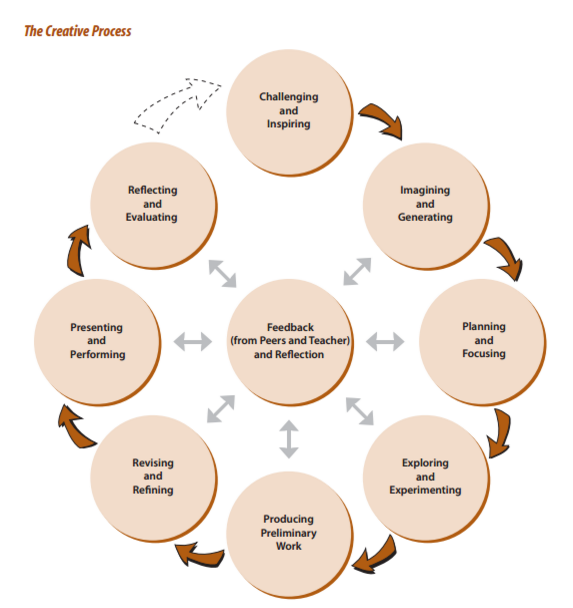 The Creative Process
Challenging
and
Inspiring
Imagining
and
Generating
Planning
and
Focusing
Exploring
and
Experimenting
Producing
Preliminary
Work
Revising
and
Refining
Presenting
and
Performing
Reflecting
and
Evaluating
Feedback
(from Peers and Teacher)
and Reflection